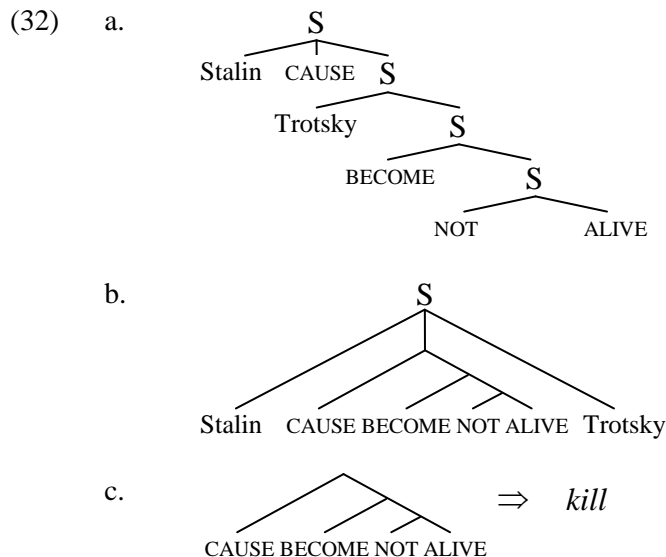 (32) a. S
Stalin CAUSE S
Trotsky S
BECOME S
NOT ALIVE
b. S
Stalin CAUSE BECOME NOT ALIVE Trotsky
c. ⇒ kill
CAUSE BECOME NOT ALIVE